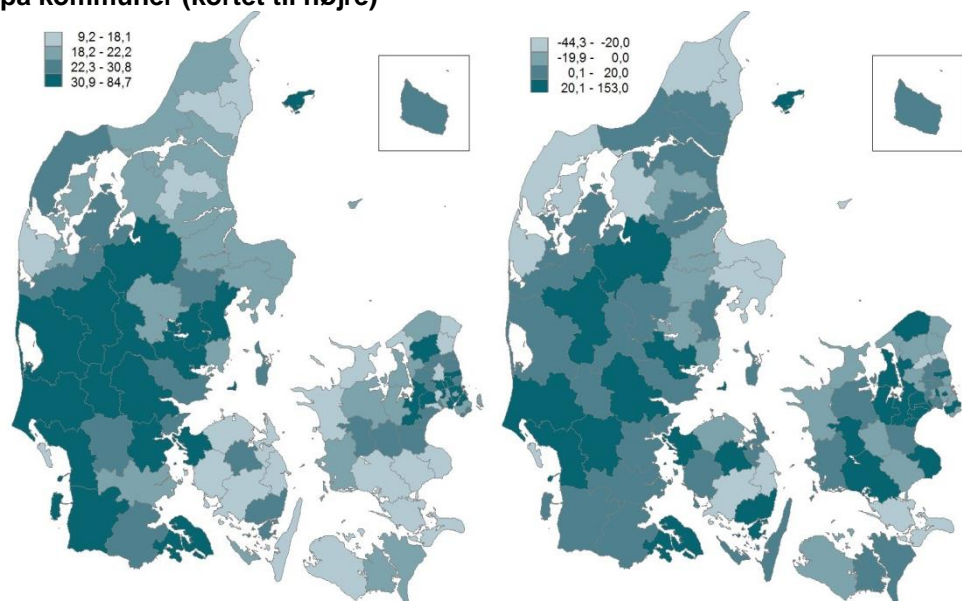 på kommuner (kortet til højre)
9,2 - 18,1
18,2 - 22,2
22,3 - 30,8
30,9 - 84,7
-44,3 - -20,0
-19,9 - 0,0
0,1 - 20,0
20,1 - 153,0